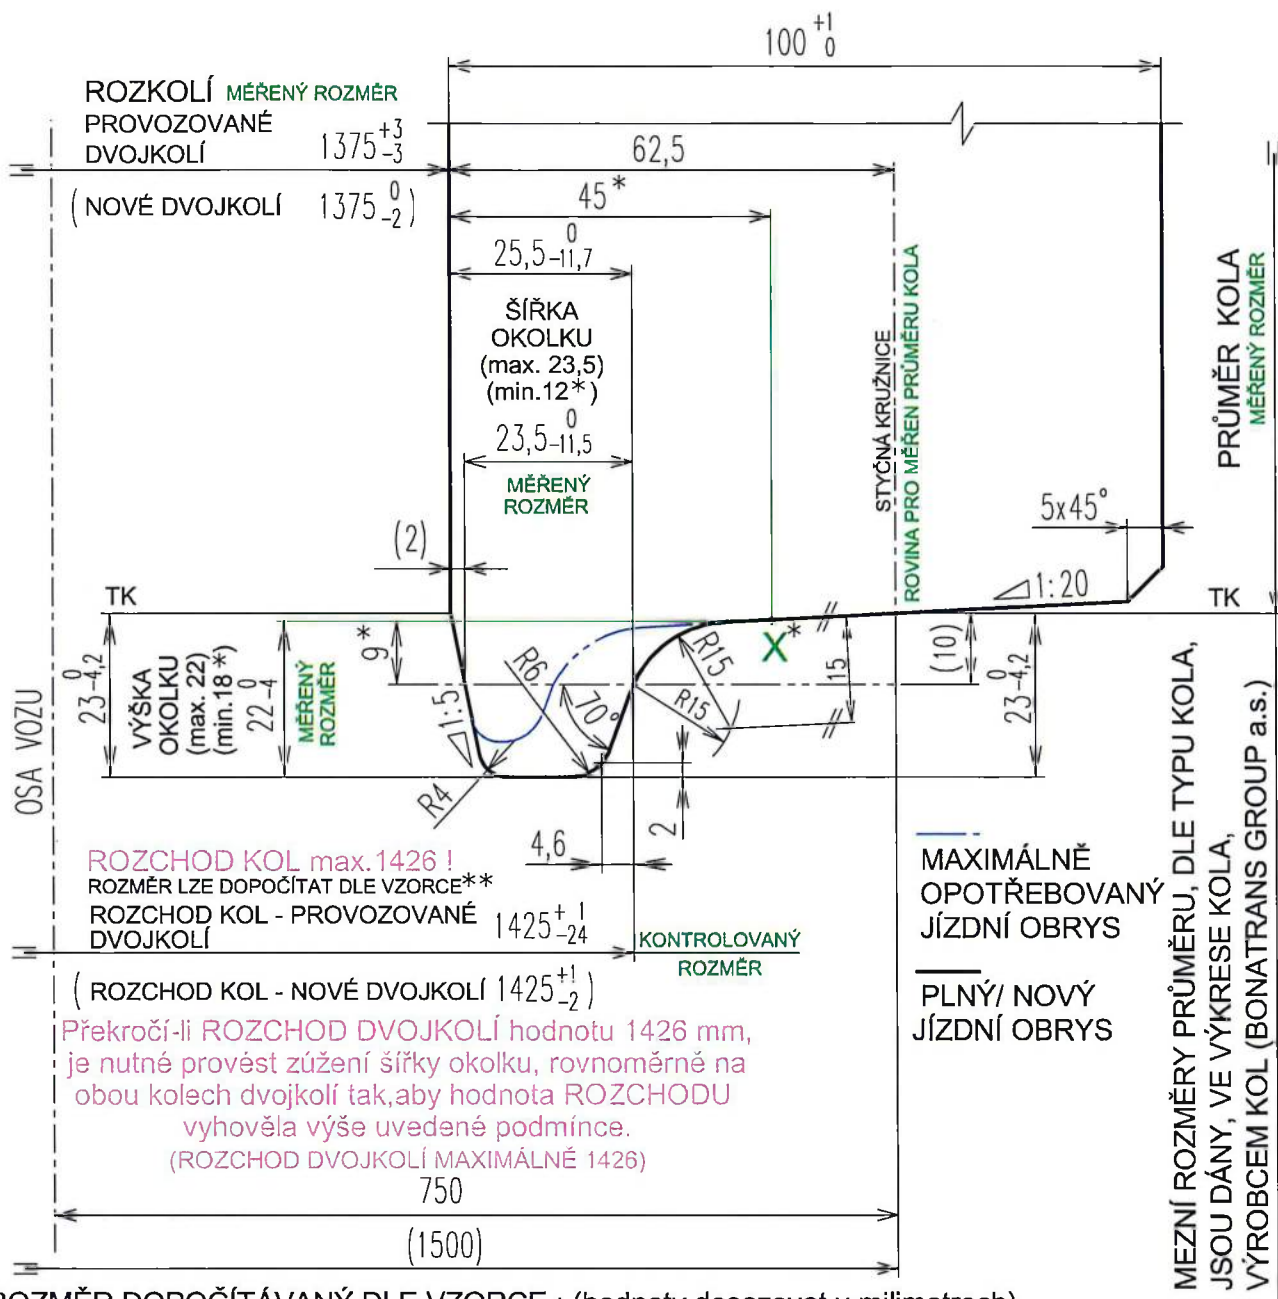 100 +1 0
ROZKOLÍ MĚŘENÝ ROZMĚR
PROVOZOVANÉ
DVOJKOLÍ 1375 +3 -3
62,5
( NOVÉ DVOJKOLÍ 1375 0 -2 )
45*
25,5 0 -11,7
ŠÍŘKA
OKOLKU
(max. 23,5)
(min.12*)
23,5 0 -11,5
MĚŘENÝ
ROZMĚR
STYČNÁ KRUŽNICE
ROVINA PRO MĚŘEN PRŮMĚRU KOLA
PRŮMĚR KOLA
MĚŘENÝ ROZMĚR
5x45°
(2)
1:20
TK
TK
9*
X*
R15
R15
15
(10)
23 0 -4,2
23 0 -4,2
VÝŠKA
OKOLKU
(max. 22)
(min.18*)
22 0 -4
MĚŘENÝ
ROZMĚR
1:5
R6
70°
R4
4,6
2
OSA VOZU
ROZCHOD KOL max.1426 !
ROZMĚR LZE DOPOČÍTAT DLE VZORCE**
ROZCHOD KOL - PROVOZOVANÉ
DVOJKOLÍ 1425 +1 -24
KONTROLOVANÝ
ROZMĚR
( ROZCHOD KOL - NOVÉ DVOJKOLÍ 1425 +1 -2 )
Překročí-li ROZCHOD DVOJKOLÍ hodnotu 1426 mm,
je nutné provést zúžení šířky okolku, rovnoměrně na
obou kolech dvojkolí tak,aby hodnota ROZCHODU
vyhověla výše uvedené podmínce.
(ROZCHOD DVOJKOLÍ MAXIMÁLNĚ 1426)
MAXIMÁLNĚ
OPOTŘEBOVANÝ
JÍZDNÍ OBRYS
PLNÝ/ NOVÝ
JÍZDNÍ OBRYS
MEZNÍ ROZMĚRY PRŮMĚRU, DLE TYPU KOLA,
JSOU DÁNY, VE VÝKRESE KOLA,
VÝROBCEM KOL (BONATRANS GROUP a.s.)
750
(1500)
ROZMĚR DOPOČÍTÁVANÝ DLE VZORCE : (hodnoty dosazovat v milimetrech)